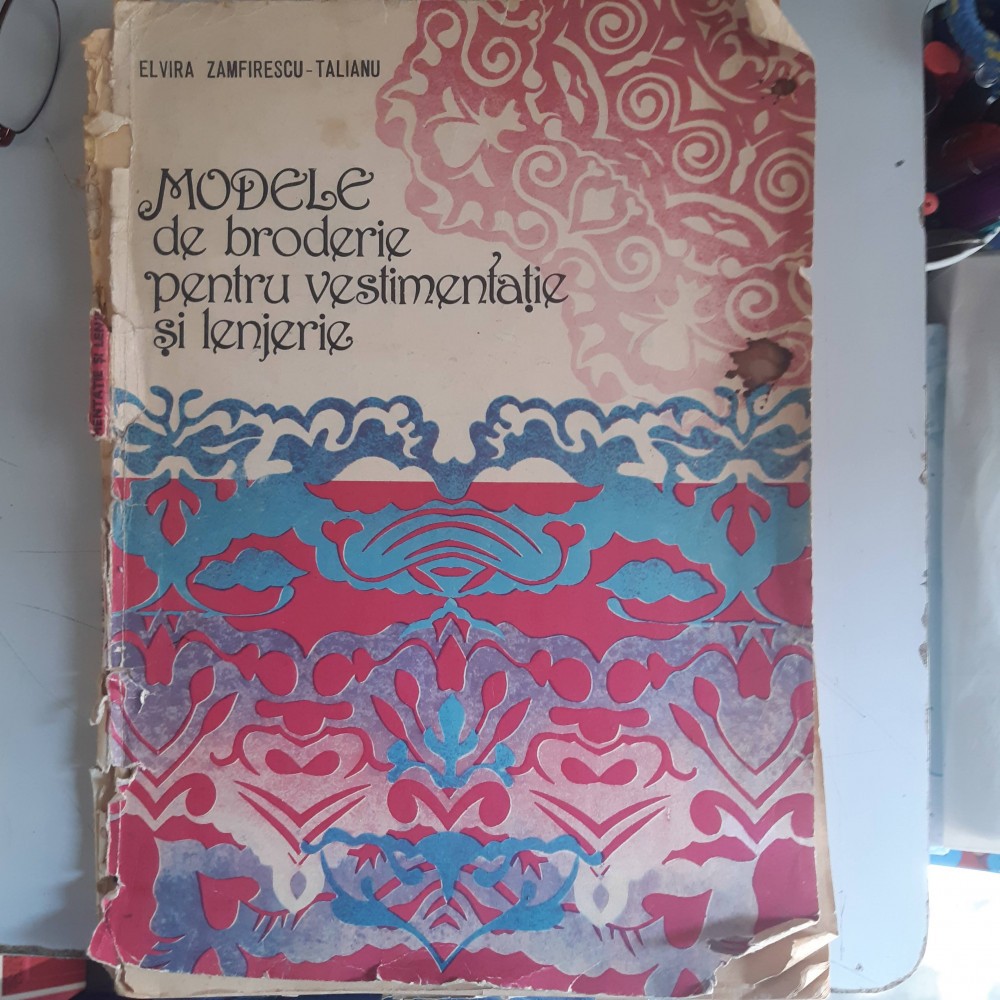 ELVIRA ZAMFIRESCU-TALIANU
MODELE
de broderie
pentru vestimentație
și lenjerie